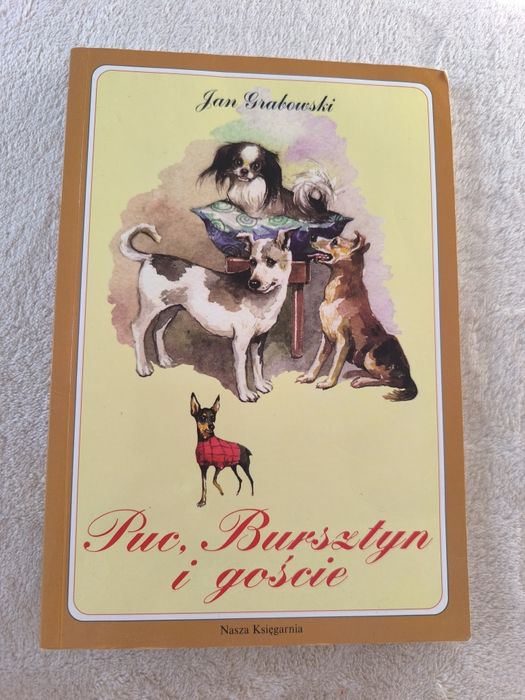 Jan Grabowski
Puc, Bursztyn
i goście
Nasza Księgarnia